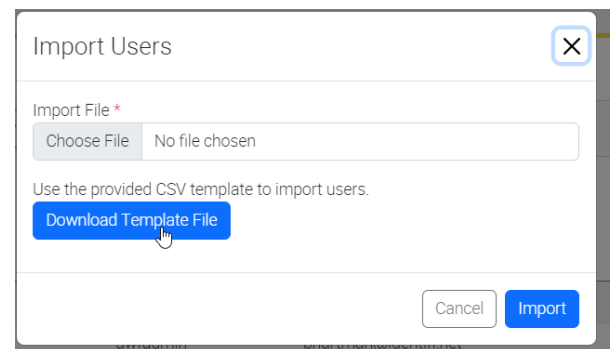 Import Users
Import File *
Choose File No file chosen
Use the provided CSV template to import users.
Download Template File
Cancel Import